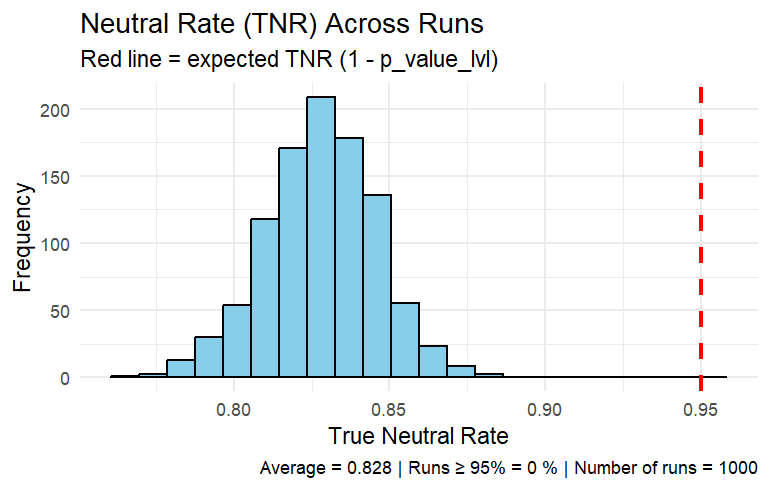 Neutral Rate (TNR) Across Runs
Red line = expected TNR (1 - p_value_lvl)
200
150
100
50
0
Frequency
0.80 0.85 0.90 0.95
True Neutral Rate
Average = 0.828 | Runs ≥ 95% = 0 % | Number of runs = 1000